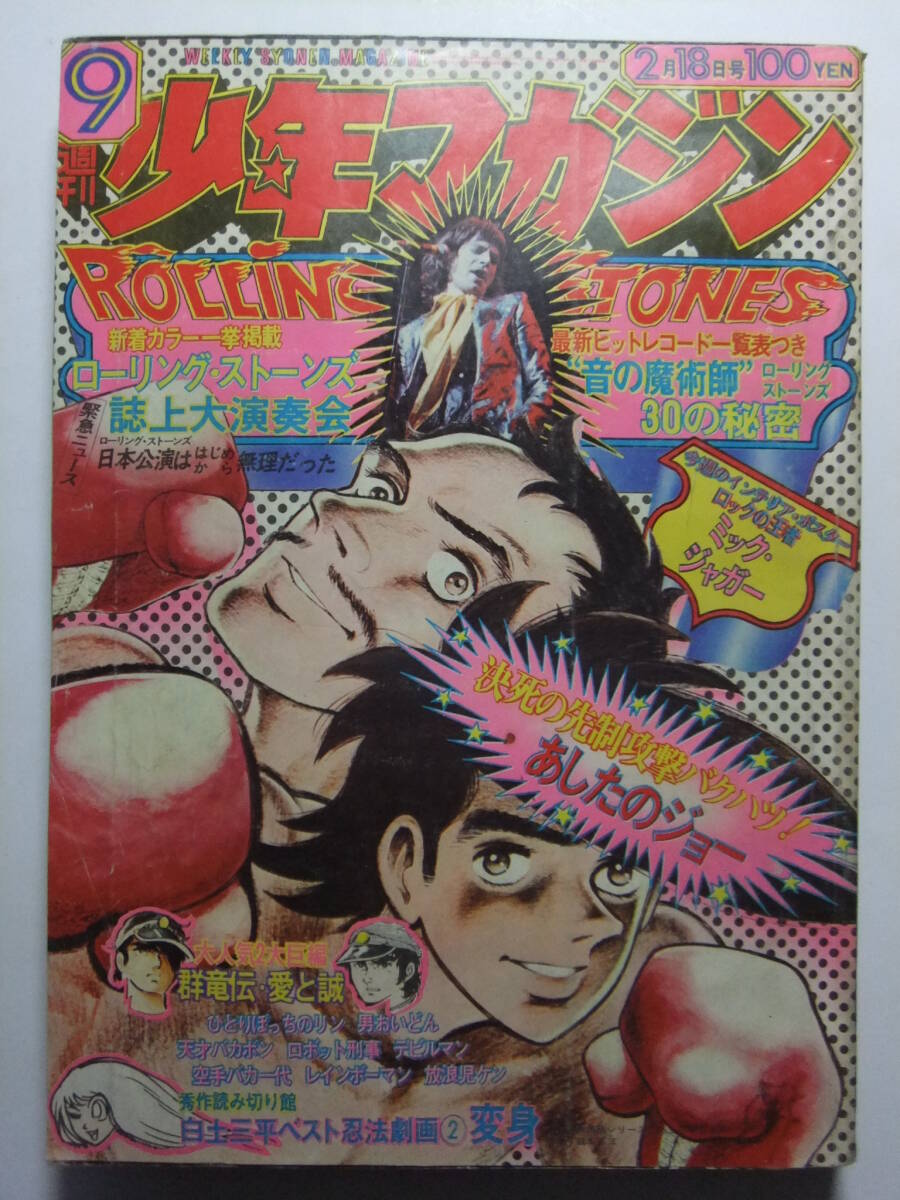 WEEKLY SYONEN MAGAZINE
9
2月18日号100YEN
週刊
少年マガジン
ROLLING STONES
新着カラー一挙掲載
ローリング・ストーンズ
誌上大演奏会
最新ヒットレコード一覧表つき
“音の魔術師”ローリング
ストーンズ
30の秘密
緊急ニュース
ローリング・ストーンズ
日本公演ははじめから無理だった
今週のインテリア・ポスター
ロックの王者
ミック・
ジャガー
決死の先制攻撃バクハツ!
あしたのジョー
大人気2大巨編
群竜伝・愛と誠
ひとりぼっちのリン 男おいどん
天才バカボン ロボット刑事 デビルマン
空手バカ一代 レインボーマン 放浪児ケン
秀作読み切り館
白土三平ベスト忍法劇画② 変身